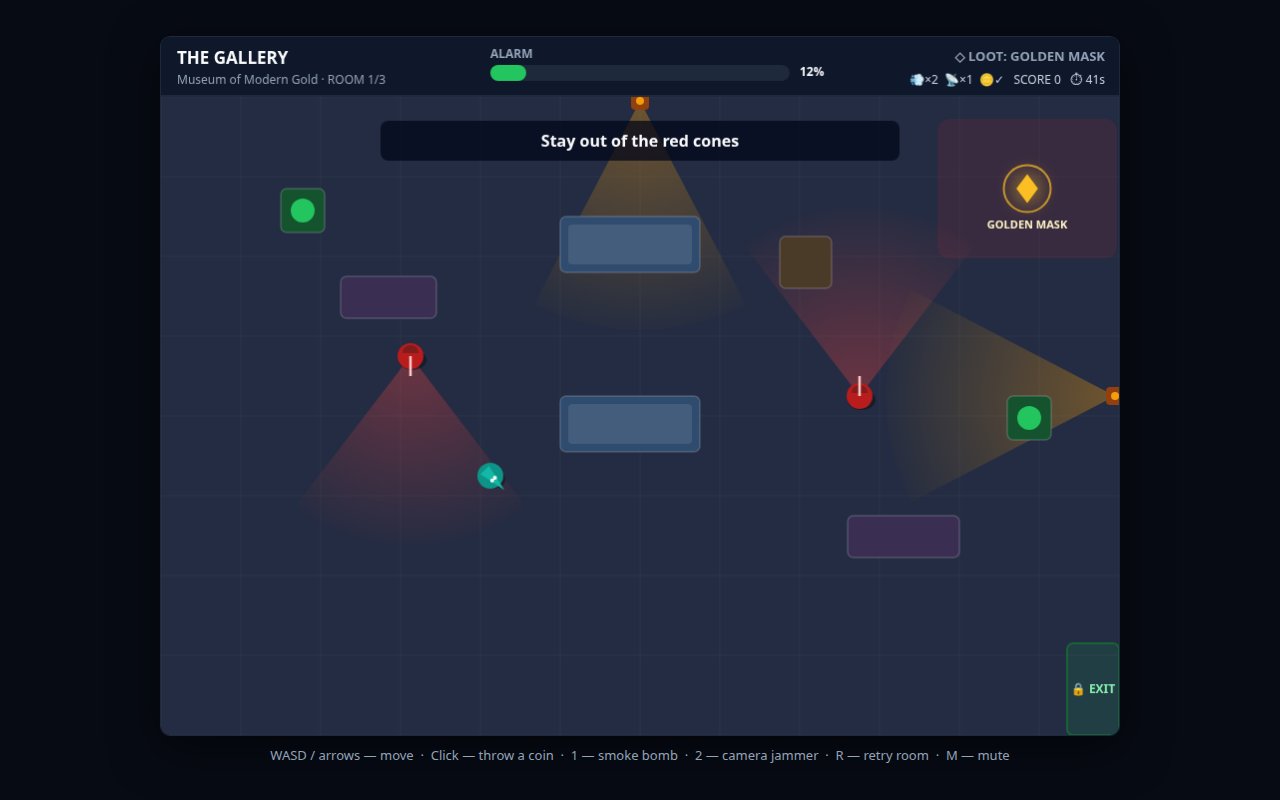 THE GALLERY
Museum of Modern Gold · ROOM 1/3
ALARM
12%
◇ LOOT: GOLDEN MASK
💨×2 📡×1 🪙✓ SCORE 0 ⏱ 41s
Stay out of the red cones
GOLDEN MASK
🔒 EXIT
WASD / arrows — move · Click — throw a coin · 1 — smoke bomb · 2 — camera jammer · R — retry room · M — mute